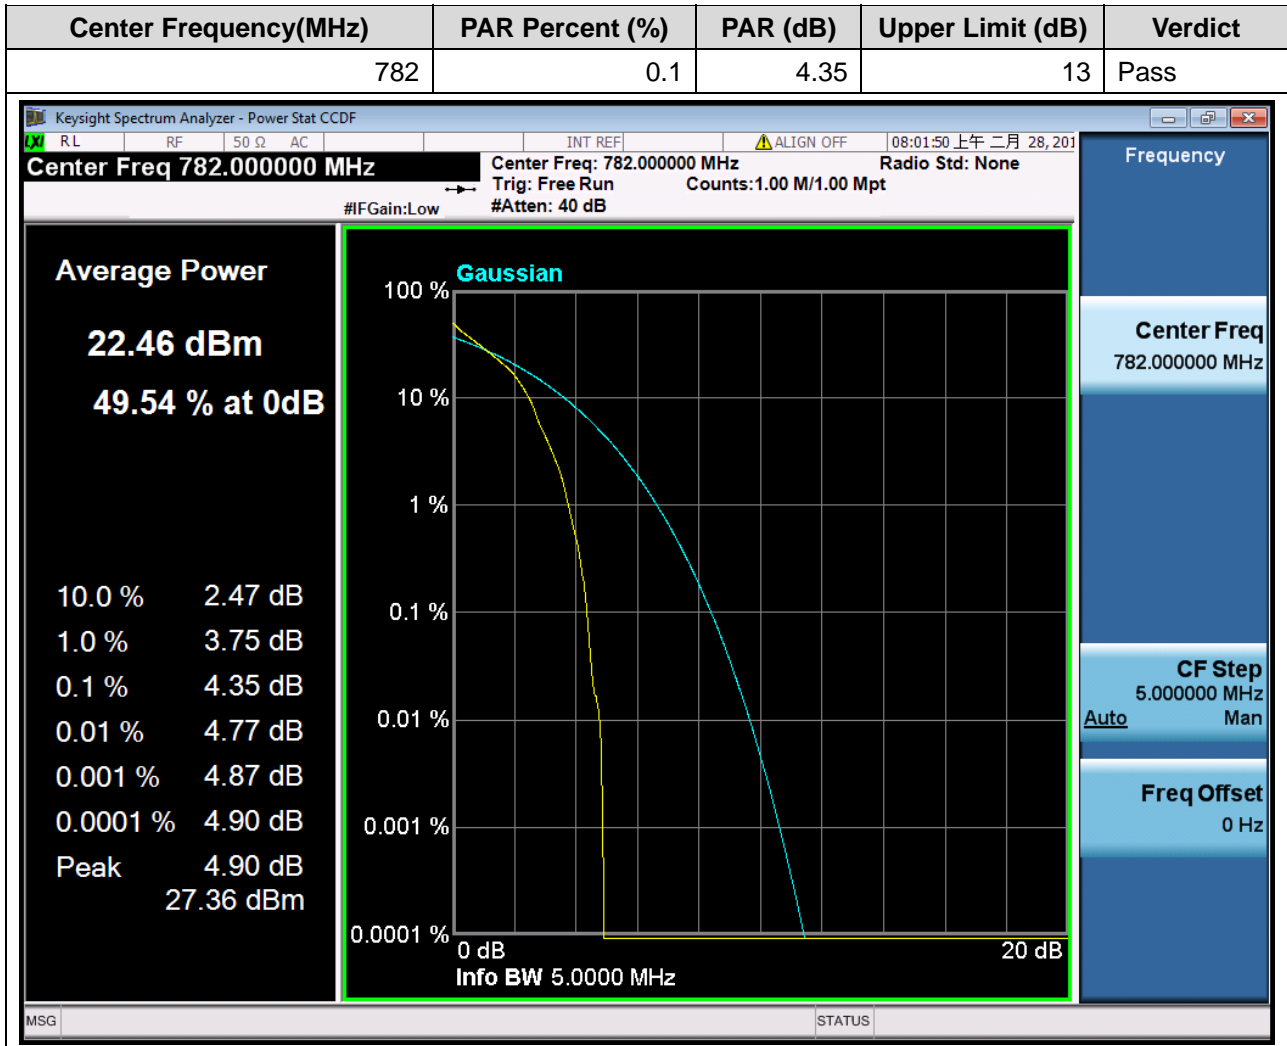 Center Frequency(MHz) PAR Percent (%) PAR (dB) Upper Limit (dB) Verdict
782 0.1 4.35 13 Pass
Keysight Spectrum Analyzer - Power Stat CCDF
LXI RL RF 50 Ω AC INT REF ALIGN OFF 08:01:50 上午 二月 28, 201
Center Freq 782.000000 MHz
Center Freq: 782.000000 MHz Radio Std: None
Trig: Free Run Counts:1.00 M/1.00 Mpt
#IFGain:Low #Atten: 40 dB
Frequency
Average Power
22.46 dBm
49.54 % at 0dB
10.0 % 2.47 dB
1.0 % 3.75 dB
0.1 % 4.35 dB
0.01 % 4.77 dB
0.001 % 4.87 dB
0.0001 % 4.90 dB
Peak 4.90 dB
27.36 dBm
Gaussian
100 %
10 %
1 %
0.1 %
0.01 %
0.001 %
0.0001 %
0 dB 20 dB
Info BW 5.0000 MHz
Center Freq
782.000000 MHz
CF Step
5.000000 MHz
Auto Man
Freq Offset
0 Hz
MSG STATUS